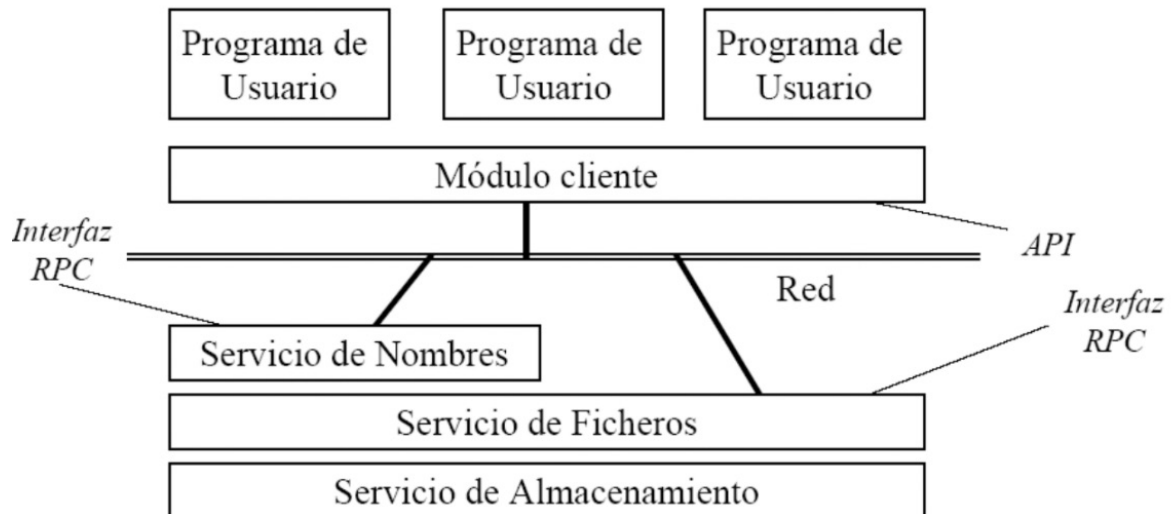 Programa de
Usuario
Programa de
Usuario
Programa de
Usuario
Módulo cliente
Interfaz
RPC
API
Red
Interfaz
RPC
Servicio de Nombres
Servicio de Ficheros
Servicio de Almacenamiento